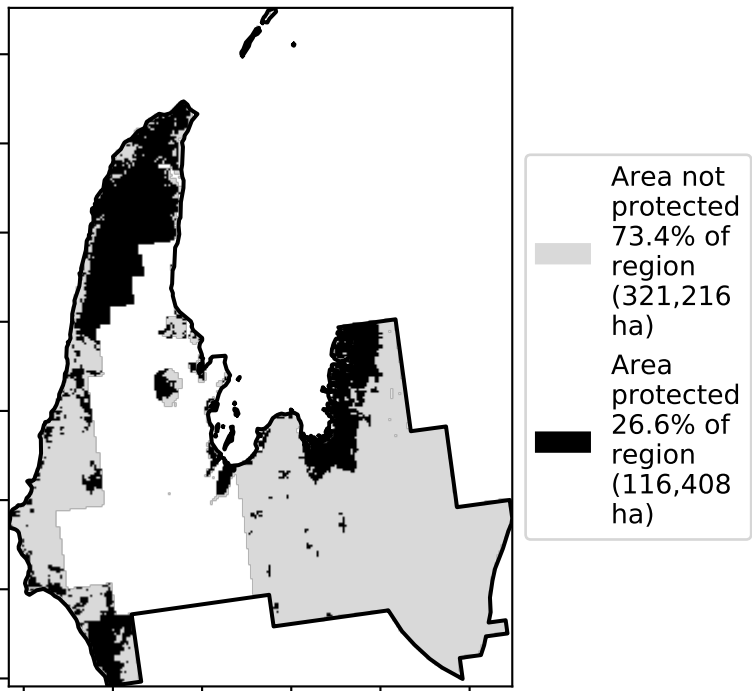 Area not
protected
73.4% of
region
(321,216
ha)
Area
protected
26.6% of
region
(116,408
ha)